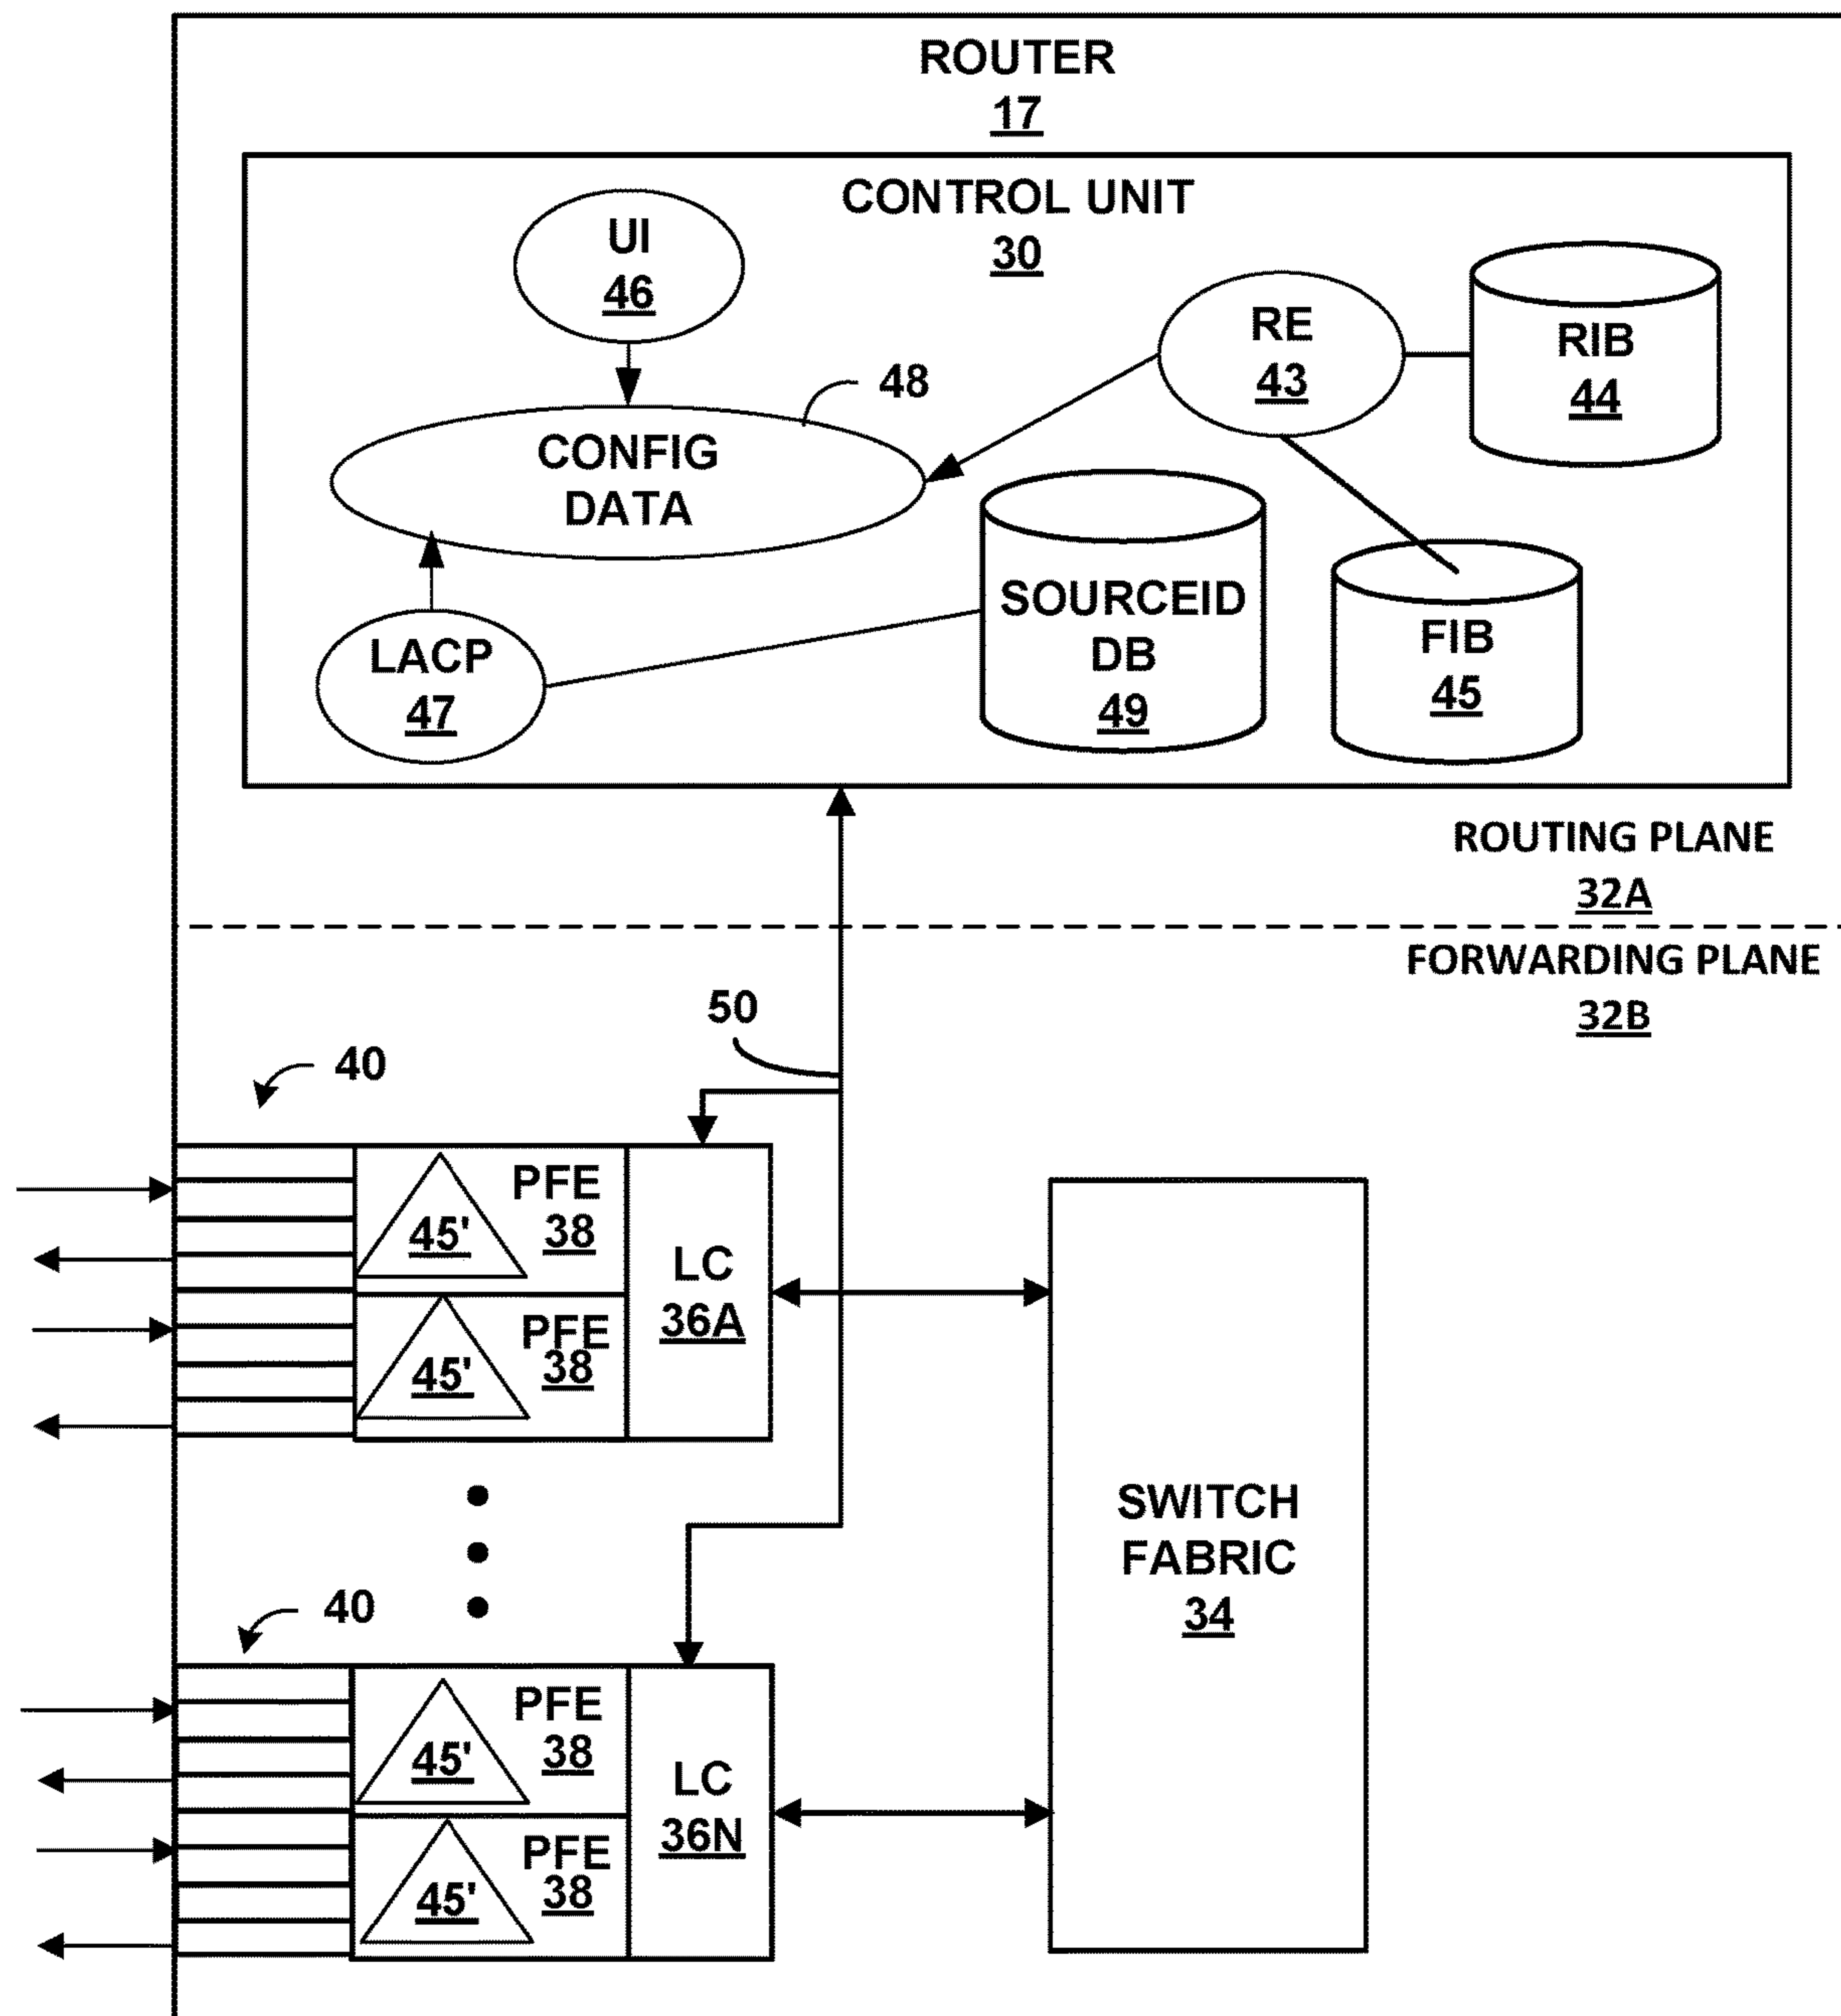 ROUTER
17
CONTROL UNIT
30
UI
46
48
CONFIG
DATA
RE
43
RIB
44
LACP
47
SOURCEID
DB
49
FIB
45
ROUTING PLANE
32A
FORWARDING PLANE
32B
50
40
45'
PFE
38
45'
PFE
38
LC
36A
SWITCH
FABRIC
34
40
45'
PFE
38
45'
PFE
38
LC
36N